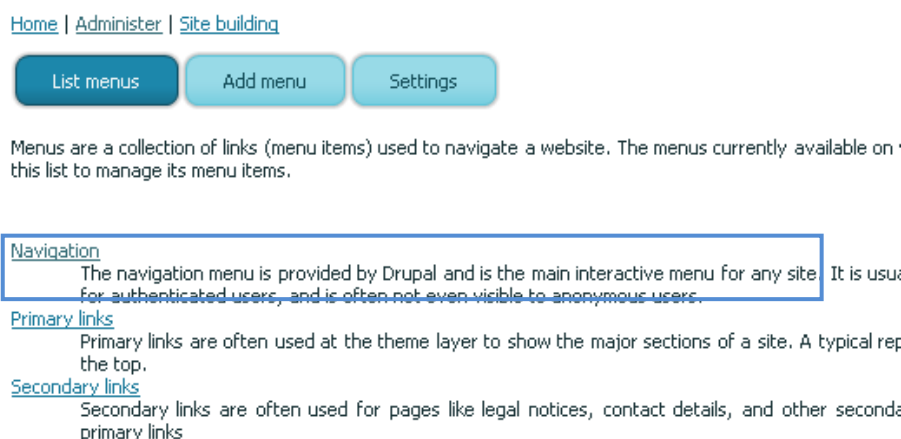 Home | Administer | Site building
List menus Add menu Settings
Menus are a collection of links (menu items) used to navigate a website. The menus currently available on
this list to manage its menu items.
Navigation
The navigation menu is provided by Drupal and is the main interactive menu for any site. It is
for authenticated users, and is often not even visible to anonymous users.
Primary links
Primary links are often used at the theme layer to show the major sections of a site. A typical
the top.
Secondary links
Secondary links are often used for pages like legal notices, contact details, and other
primary links